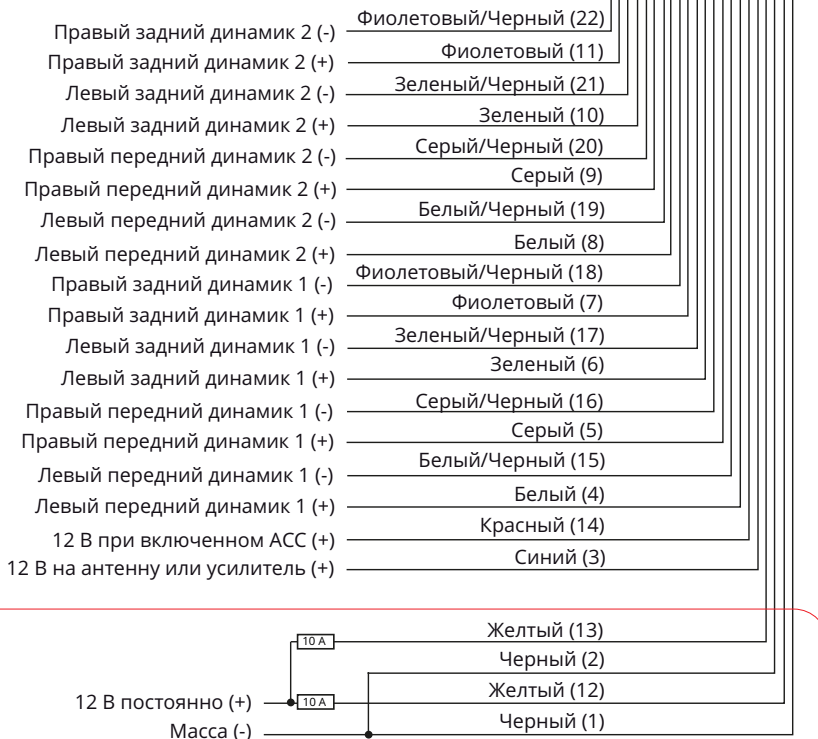 Правый задний динамик 2 (-) Фиолетовый/Черный (22)
Правый задний динамик 2 (+) Фиолетовый (11)
Левый задний динамик 2 (-) Зеленый/Черный (21)
Левый задний динамик 2 (+) Зеленый (10)
Правый передний динамик 2 (-) Серый/Черный (20)
Правый передний динамик 2 (+) Серый (9)
Левый передний динамик 2 (-) Белый/Черный (19)
Левый передний динамик 2 (+) Белый (8)
Правый задний динамик 1 (-) Фиолетовый/Черный (18)
Правый задний динамик 1 (+) Фиолетовый (7)
Левый задний динамик 1 (-) Зеленый/Черный (17)
Левый задний динамик 1 (+) Зеленый (6)
Правый передний динамик 1 (-) Серый/Черный (16)
Правый передний динамик 1 (+) Серый (5)
Левый передний динамик 1 (-) Белый/Черный (15)
Левый передний динамик 1 (+) Белый (4)
12 В при включенном ACC (+) Красный (14)
12 В на антенну или усилитель (+) Синий (3)
10 А Желтый (13)
Черный (2)
12 В постоянно (+) 10 А Желтый (12)
Масса (-) Черный (1)